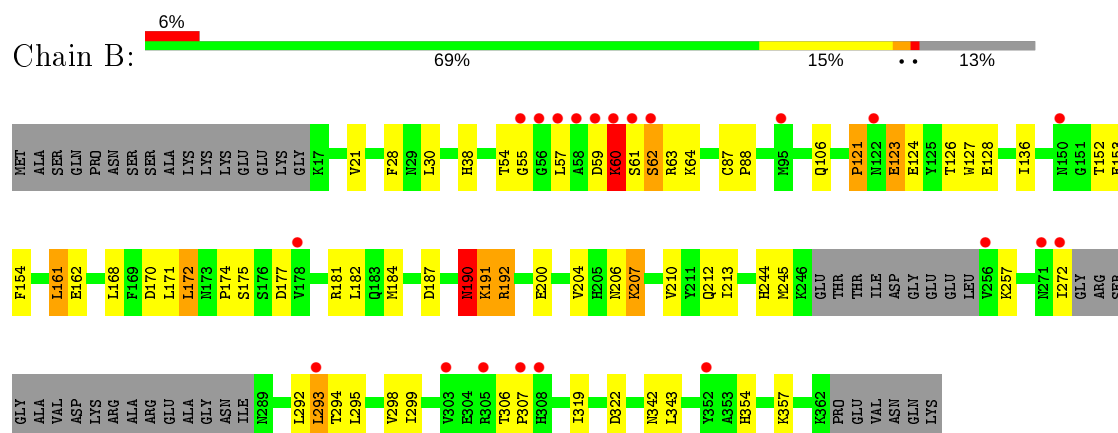 6%
Chain B:
69% 15% •• 13%
MET ALA SER GLN PRO ASN SER SER ALA LYS LYS LYS GLU GLU LYS GLY K17 V21 F28 N29 L30 H38 T54 G55 G56 L57 A58 D59 K60 S61 S62 R63 K64 C87 P88 M95 Q106 P121 N122 E123 E124 Y125 T126 W127 E128 I136 N150 G151 T152 E153
F154 L161 E162 L168 F169 D170 L171 L172 N173 P174 S175 S176 D177 V178 R181 L182 Q183 M184 D187 N190 K191 R192 E200 V204 H205 N206 K207 V210 Y211 Q212 I213 H244 M245 K246 GLU THR THR ILE ASP GLY GLU GLU LEU V256 K257 N271 I272 GLY ARG SER
GLY ALA VAL ASP LYS ARG ALA ARG GLU ALA GLY ASN ILE N289 L292 L293 T294 L295 V298 I299 V303 E304 R305 T306 P307 H308 I319 D322 N342 L343 Y352 A353 H354 K357 K362 PRO GLU VAL ASN GLN LYS